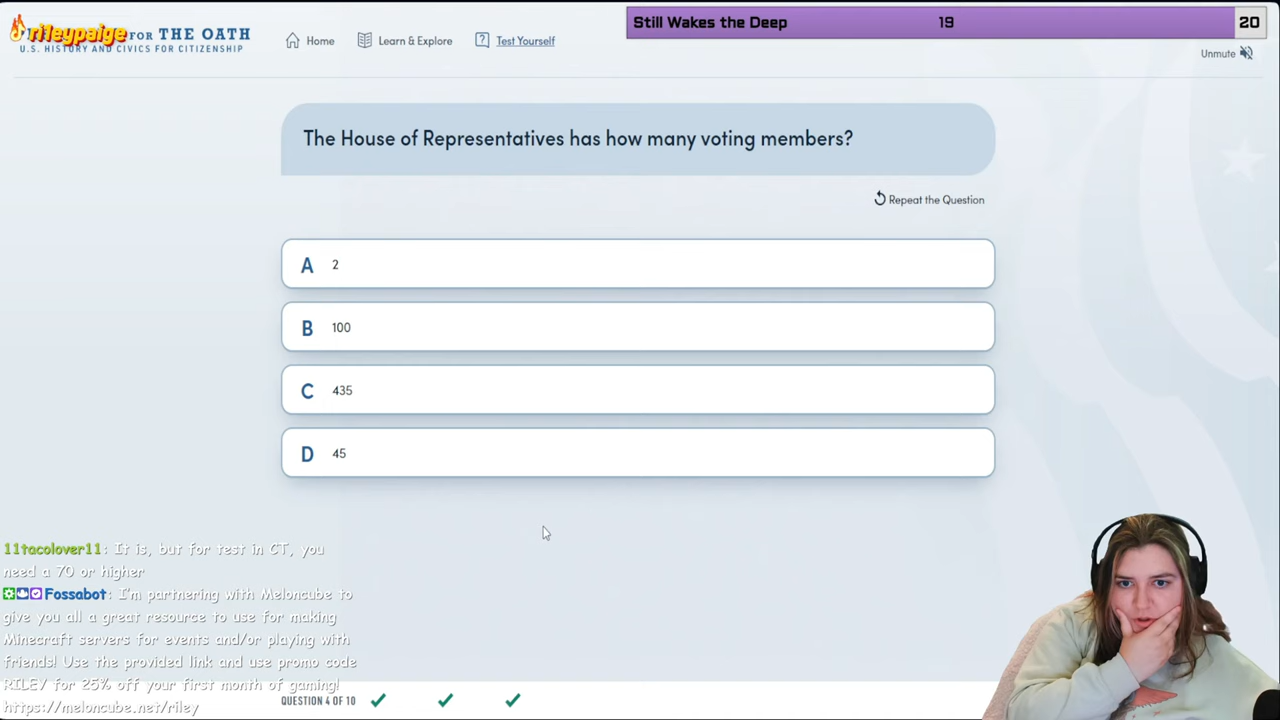 rileypaige FOR THE OATH
U.S. HISTORY AND CIVICS FOR CITIZENSHIP
Home
Learn & Explore
Test Yourself
Still Wakes the Deep 19 20
Unmute
The House of Representatives has how many voting members?
Repeat the Question
A 2
B 100
C 435
D 45
11tacolover11: It is, but for test in CT, you
need a 70 or higher
Fossabot: I'm partnering with Meloncube to
give you all a great resource to use for making
Minecraft servers for events and/or playing with
friends! Use the provided link and use promo code
RILEY for 25% off your first month of gaming!
https://meloncube.net/riley
QUESTION 4 OF 10